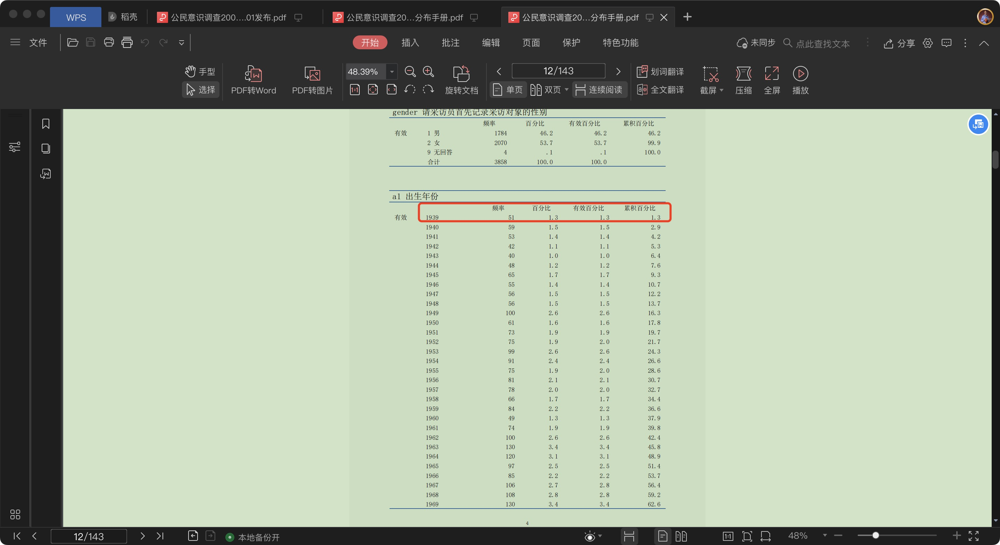 WPS 稻壳 公民意识调查200....01发布.pdf 公民意识调查20...分布手册.pdf 公民意识调查20...分布手册.pdf
文件 开始 插入 批注 编辑 页面 保护 特色功能 未同步 点此查找文本 分享
手型 48.39% 12/143 划词翻译
选择 PDF转Word PDF转图片 旋转文档 单页 双页 连续阅读 全文翻译 截屏 压缩 全屏 播放
gender 请采访员首先记录采访对象的性别
频率 百分比 有效百分比 累积百分比
有效 1 男 1784 46.2 46.2 46.2
2 女 2070 53.7 53.7 99.9
9 无回答 4 .1 .1 100.0
合计 3858 100.0 100.0
a1 出生年份
频率 百分比 有效百分比 累积百分比
有效 1939 51 1.3 1.3 1.3
1940 59 1.5 1.5 2.9
1941 53 1.4 1.4 4.2
1942 42 1.1 1.1 5.3
1943 40 1.0 1.0 6.4
1944 48 1.2 1.2 7.6
1945 65 1.7 1.7 9.3
1946 55 1.4 1.4 10.7
1947 56 1.5 1.5 12.2
1948 56 1.5 1.5 13.7
1949 100 2.6 2.6 16.3
1950 61 1.6 1.6 17.8
1951 73 1.9 1.9 19.7
1952 75 1.9 2.0 21.7
1953 99 2.6 2.6 24.3
1954 91 2.4 2.4 26.6
1955 75 1.9 2.0 28.6
1956 81 2.1 2.1 30.7
1957 78 2.0 2.0 32.7
1958 66 1.7 1.7 34.4
1959 84 2.2 2.2 36.6
1960 49 1.3 1.3 37.9
1961 74 1.9 1.9 39.8
1962 100 2.6 2.6 42.4
1963 130 3.4 3.4 45.8
1964 120 3.1 3.1 48.9
1965 97 2.5 2.5 51.4
1966 85 2.2 2.2 53.7
1967 106 2.7 2.8 56.4
1968 108 2.8 2.8 59.2
1969 130 3.4 3.4 62.6
4
12/143 本地备份开 48%